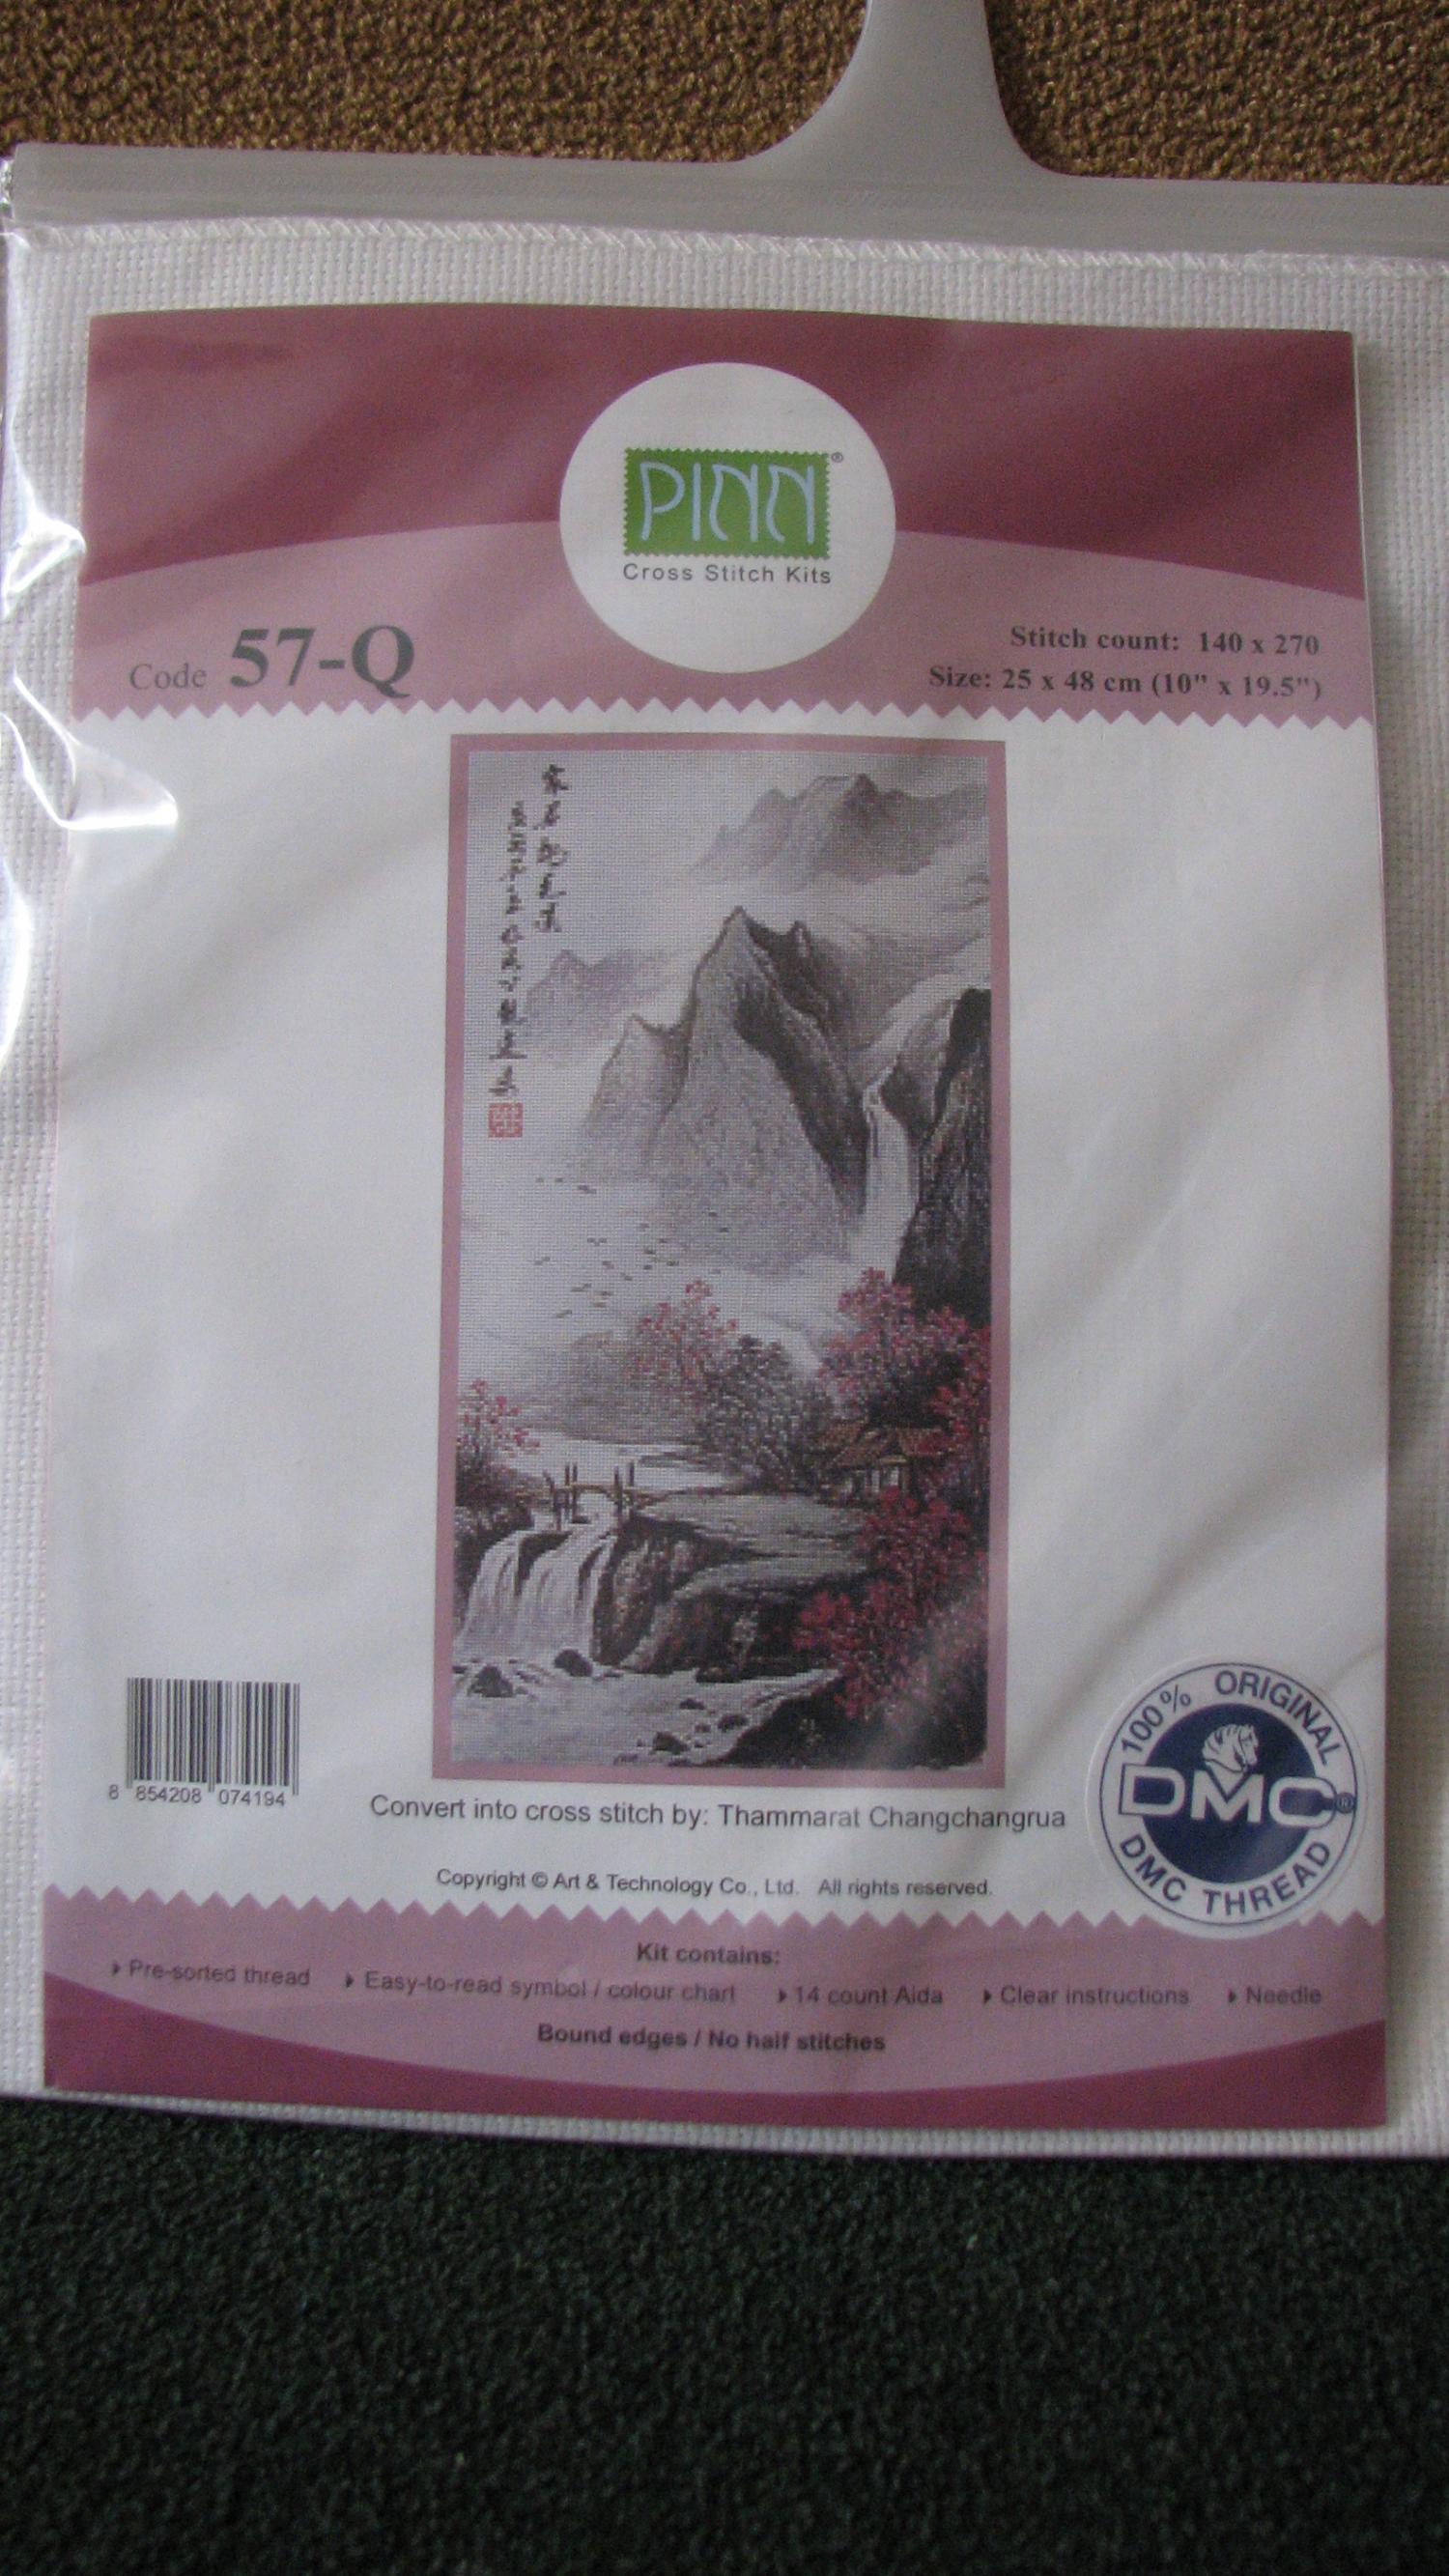 PINN®
Cross Stitch Kits
Code 57-Q
Stitch count: 140 x 270
Size: 25 x 48 cm (10" x 19.5")
8 854208 074194
Convert into cross stitch by: Thammarat Changchangrua
Copyright © Art & Technology Co., Ltd. All rights reserved.
100% ORIGINAL
DMC®
DMC THREAD
Kit contains:
Pre-sorted thread Easy-to-read symbol / colour chart 14 count Aida Clear instructions Needle
Bound edges / No half stitches